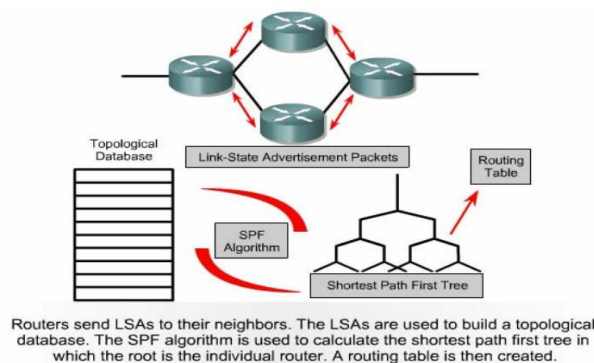 Topological
Database
Link-State Advertisement Packets
Routing
Table
SPF
Algorithm
Shortest Path First Tree
Routers send LSAs to their neighbors. The LSAs are used to build a topological
database. The SPF algorithm is used to calculate the shortest path first tree in
which the root is the individual router. A routing table is then created.